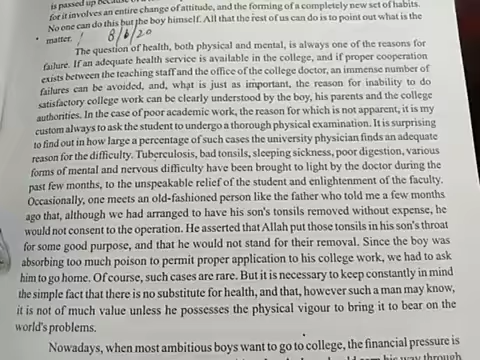 is passed up because
for it involves an entire change of attitude, and the forming of a completely new set of habits.
No one can do this but the boy himself. All that the rest of us can do is to point out what is the
matter. 8/6/20
The question of health, both physical and mental, is always one of the reasons for
failure. If an adequate health service is available in the college, and if proper cooperation
exists between the teaching staff and the office of the college doctor, an immense number of
failures can be avoided, and, what is just as important, the reason for inability to do
satisfactory college work can be clearly understood by the boy, his parents and the college
authorities. In the case of poor academic work, the reason for which is not apparent, it is my
custom always to ask the student to undergo a thorough physical examination. It is surprising
to find out in how large a percentage of such cases the university physician finds an adequate
reason for the difficulty. Tuberculosis, bad tonsils, sleeping sickness, poor digestion, various
forms of mental and nervous difficulty have been brought to light by the doctor during the
past few months, to the unspeakable relief of the student and enlightenment of the faculty.
Occasionally, one meets an old-fashioned person like the father who told me a few months
ago that, although we had arranged to have his son's tonsils removed without expense, he
would not consent to the operation. He asserted that Allah put those tonsils in his son's throat
for some good purpose, and that he would not stand for their removal. Since the boy was
absorbing too much poison to permit proper application to his college work, we had to ask
him to go home. Of course, such cases are rare. But it is necessary to keep constantly in mind
the simple fact that there is no substitute for health, and that, however such a man may know,
it is not of much value unless he possesses the physical vigour to bring it to bear on the
world's problems.
Nowadays, when most ambitious boys want to go to college, the financial pressure is
his way through